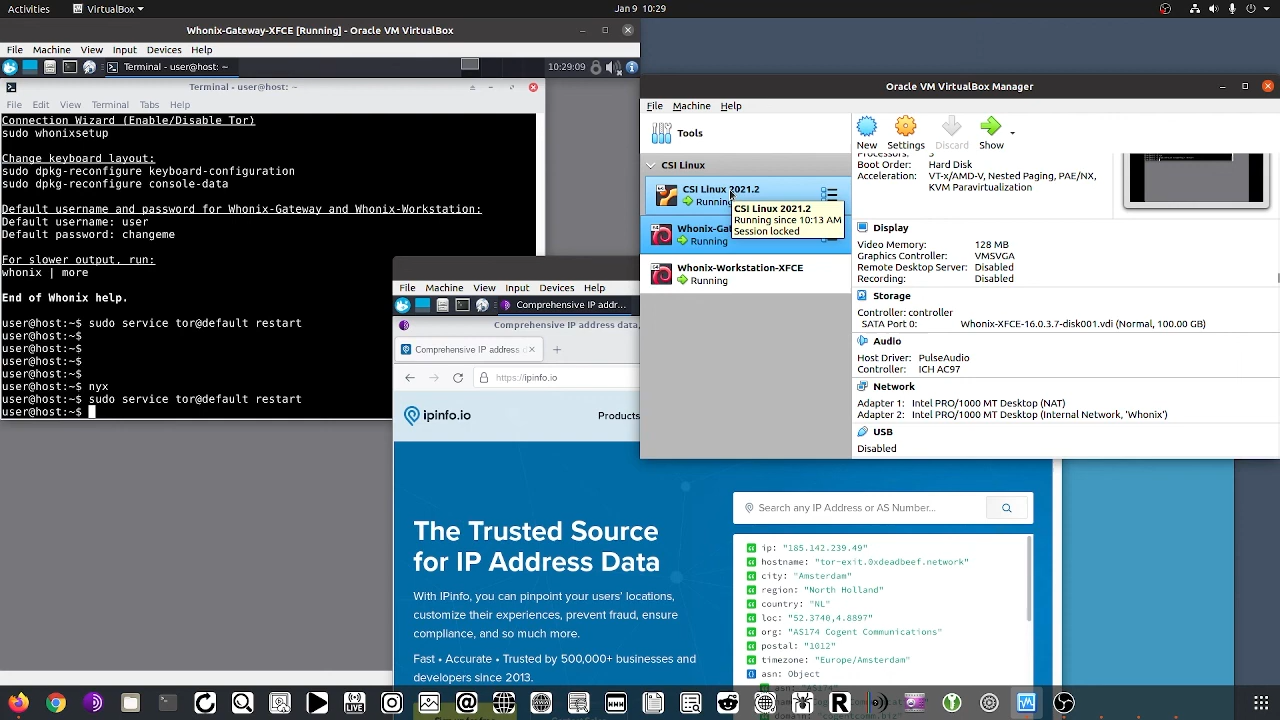 Activities
VirtualBox
Jan 9 10:29
Whonix-Gateway-XFCE [Running] - Oracle VM VirtualBox
File Machine View Input Devices Help
Terminal - user@host: ~
10:29:09
Terminal - user@host: ~
File Edit View Terminal Tabs Help
Connection Wizard (Enable/Disable Tor)
sudo whonixsetup
Change keyboard layout:
sudo dpkg-reconfigure keyboard-configuration
sudo dpkg-reconfigure console-data
Default username and password for Whonix-Gateway and Whonix-Workstation:
Default username: user
Default password: changeme
For slower output, run:
whonix | more
End of Whonix help.
user@host:~$ sudo service tor@default restart
user@host:~$
user@host:~$
user@host:~$
user@host:~$
user@host:~$ nyx
user@host:~$ sudo service tor@default restart
user@host:~$
Oracle VM VirtualBox Manager
File Machine Help
Tools
New Settings Discard Show
CSI Linux
CSI Linux 2021.2
Running
CSI Linux 2021.2
Running since 10:13 AM
Session locked
Whonix-Ga
Running
Whonix-Workstation-XFCE
Running
Boot Order: Hard Disk
Acceleration: VT-x/AMD-V, Nested Paging, PAE/NX,
KVM Paravirtualization
Display
Video Memory: 128 MB
Graphics Controller: VMSVGA
Remote Desktop Server: Disabled
Recording: Disabled
Storage
Controller: controller
SATA Port 0: Whonix-XFCE-16.0.3.7-disk001.vdi (Normal, 100.00 GB)
Audio
Host Driver: PulseAudio
Controller: ICH AC97
Network
Adapter 1: Intel PRO/1000 MT Desktop (NAT)
Adapter 2: Intel PRO/1000 MT Desktop (Internal Network, 'Whonix')
USB
Disabled
File Machine View Input Devices Help
Comprehensive IP addr...
Comprehensive IP address data,
Comprehensive IP address d
https://ipinfo.io
ipinfo.io
Products
The Trusted Source
for IP Address Data
With IPinfo, you can pinpoint your users' locations,
customize their experiences, prevent fraud, ensure
compliance, and so much more.
Fast • Accurate • Trusted by 500,000+ businesses and
developers since 2013.
Search any IP Address or AS Number...
ip: "185.142.239.49"
hostname: "tor-exit.0xdeadbeef.network"
city: "Amsterdam"
region: "North Holland"
country: "NL"
loc: "52.3740,4.8897"
org: "AS174 Cogent Communications"
postal: "1012"
timezone: "Europe/Amsterdam"
asn: Object
LIVE